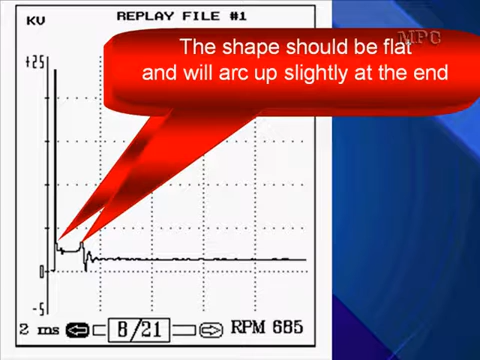 KV
REPLAY FILE #1
MPC
The shape should be flat
and will arc up slightly at the end
+25
0
-5
2 ms
8/21
RPM 685